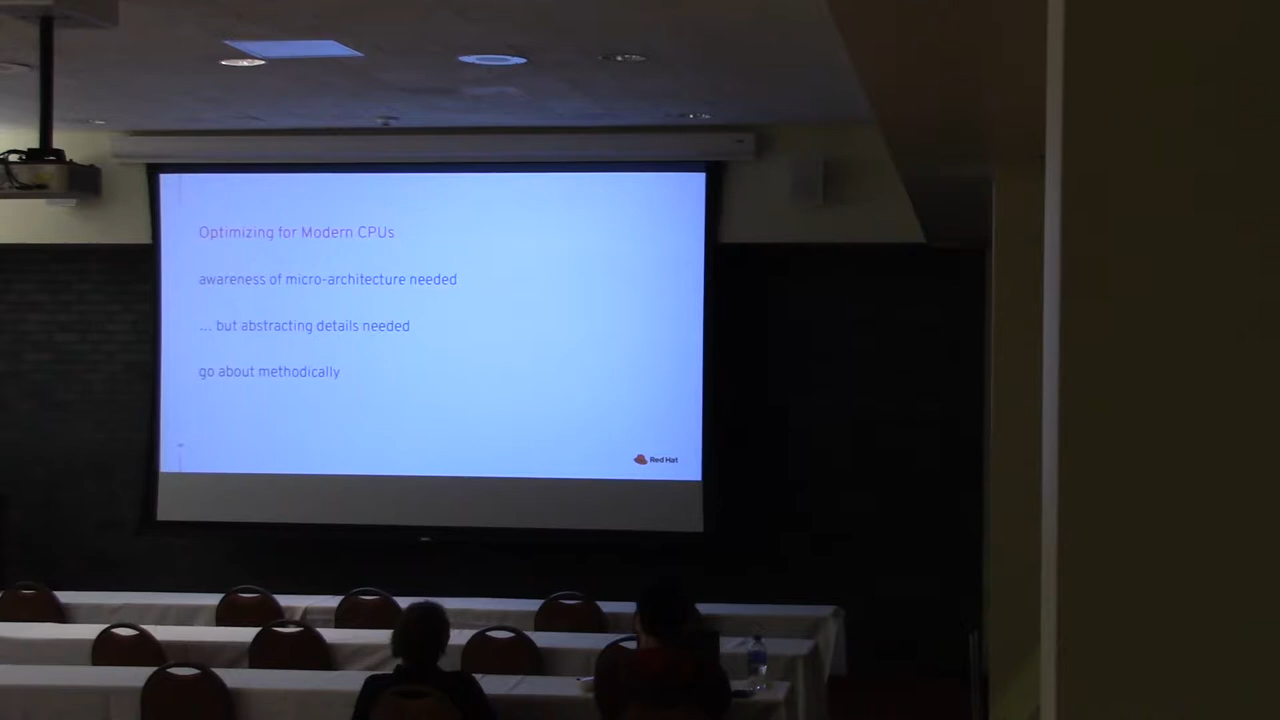 Optimizing for Modern CPUs
awareness of micro-architecture needed
... but abstracting details needed
go about methodically
Red Hat